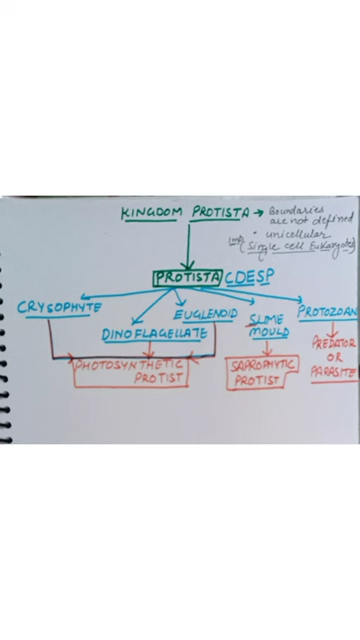 KINGDOM PROTISTA → Boundaries
are not defined
• unicellular
Imp. (Single cell Eukaryotes)
PROTISTA CDESP
CRYSOPHYTE
DINOFLAGELLATE
EUGLENOID
SLIME
MOULD
PROTOZOAN
PHOTOSYNTHETIC
PROTIST
SAPROPHYTIC
PROTIST
PREDATOR
OR
PARASITE